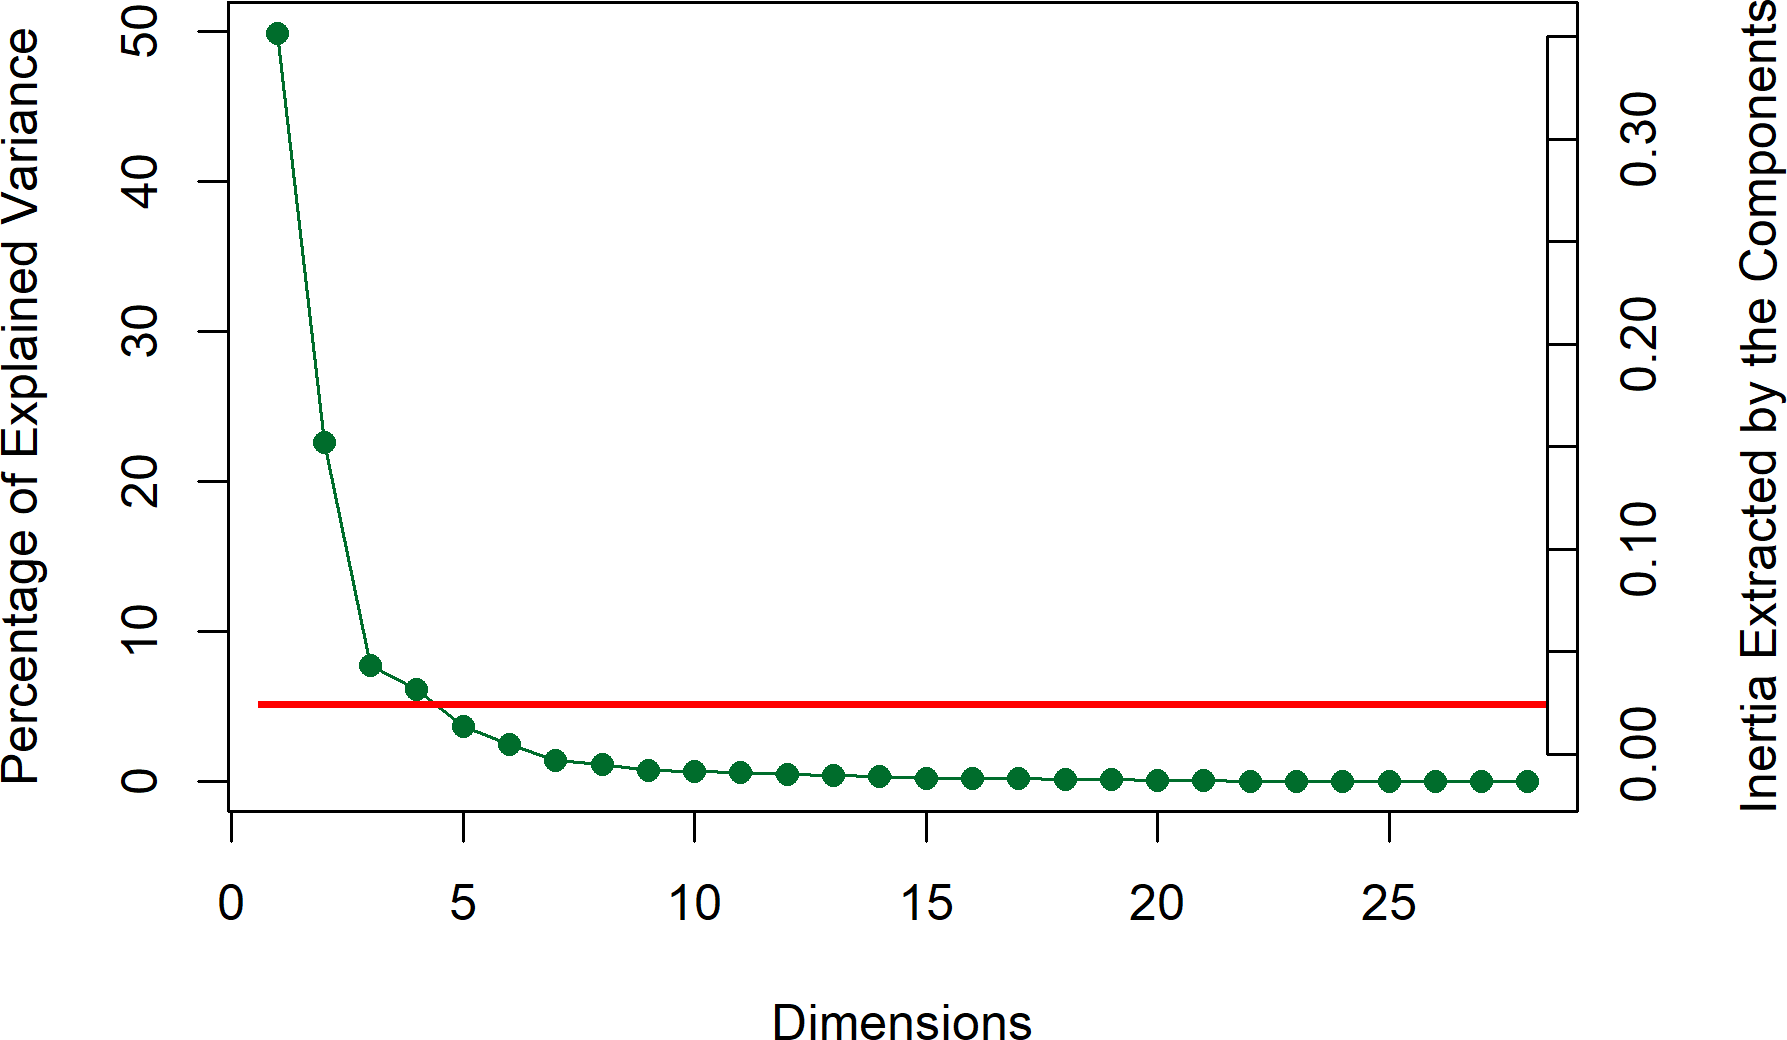 Percentage of Explained Variance
50
40
30
20
10
0
0 5 10 15 20 25
Dimensions
0.30
0.20
0.10
0.00
Inertia Extracted by the Components